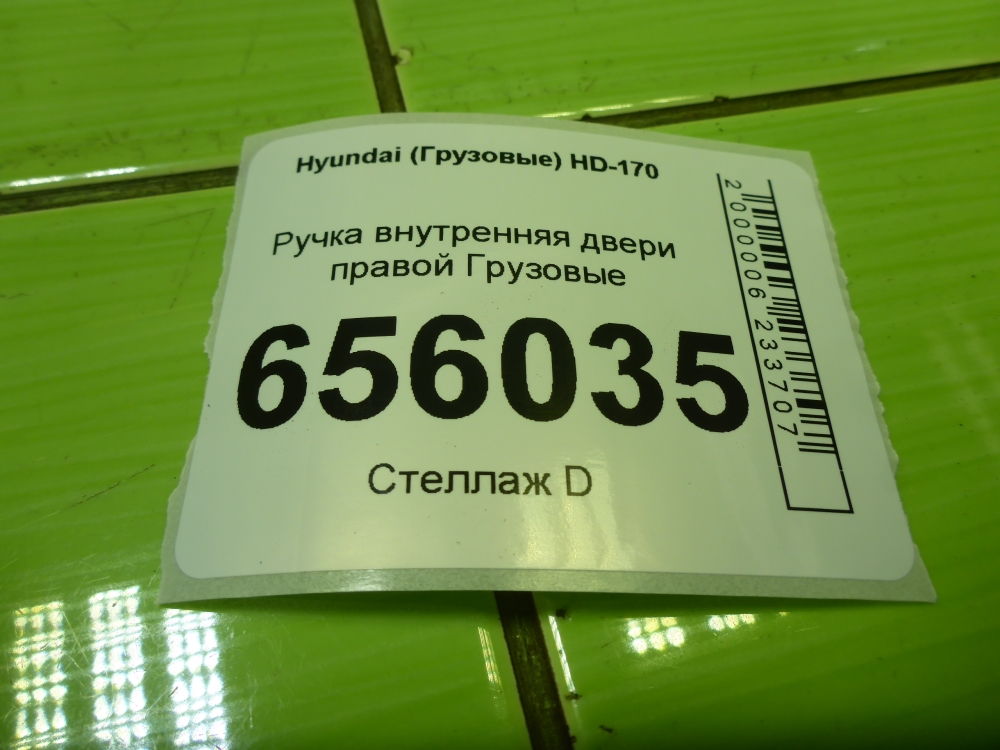 Hyundai (Грузовые) HD-170
Ручка внутренняя двери
правой Грузовые
656035
Стеллаж D
2000006233707